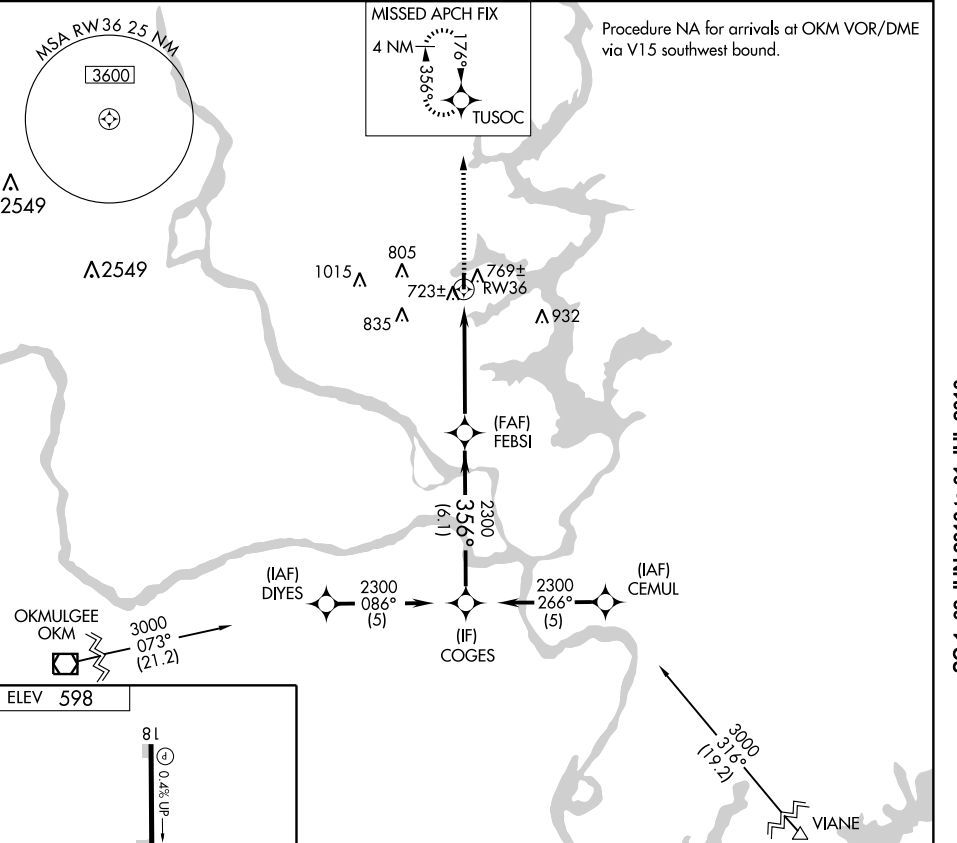 MSA RW36 25 NM
3600
MISSED APCH FIX
4 NM
356°
176°
TUSOC
Procedure NA for arrivals at OKM VOR/DME
via V15 southwest bound.
2549
2549
1015
805
723±
769±
RW36
835
932
(FAF)
FEBSI
2300
356°
(6.1)
(IAF)
DIYES
2300
086°
(5)
(IF)
COGES
2300
266°
(5)
(IAF)
CEMUL
OKMULGEE
OKM
3000
073°
(21.2)
3000
316°
(19.2)
VIANE
ELEV 598
18
P
0.4% UP